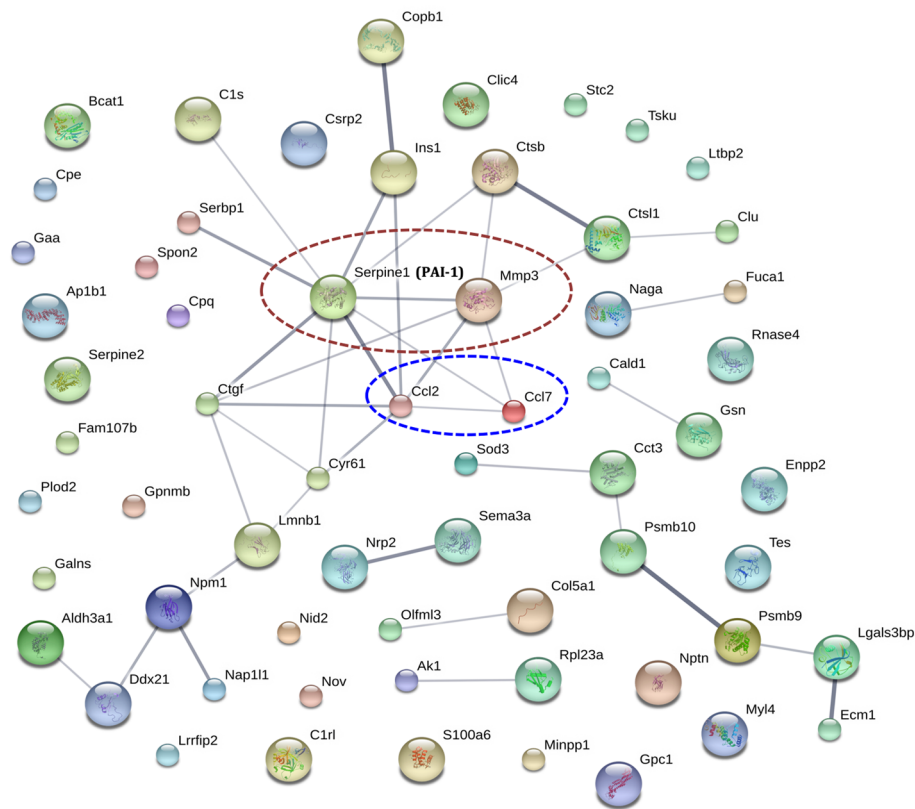 Copb1
Clic4
Stc2
Bcat1
C1s
Csrp2
Tsku
Ins1
Ctsb
Ltbp2
Cpe
Serbp1
Ctsl1
Clu
Gaa
Spon2
Serpine1 (PAI-1)
Mmp3
Naga
Fuca1
Ap1b1
Cpq
Rnase4
Serpine2
Cald1
Ctgf
Ccl2
Ccl7
Gsn
Fam107b
Cyr61
Sod3
Cct3
Enpp2
Plod2
Gpnmb
Lmnb1
Nrp2
Sema3a
Psmb10
Tes
Galns
Npm1
Col5a1
Aldh3a1
Nid2
Olfml3
Psmb9
Lgals3bp
Ddx21
Nap1l1
Nov
Ak1
Rpl23a
Nptn
Ecm1
Lrrfip2
C1rl
S100a6
Minpp1
Myl4
Gpc1